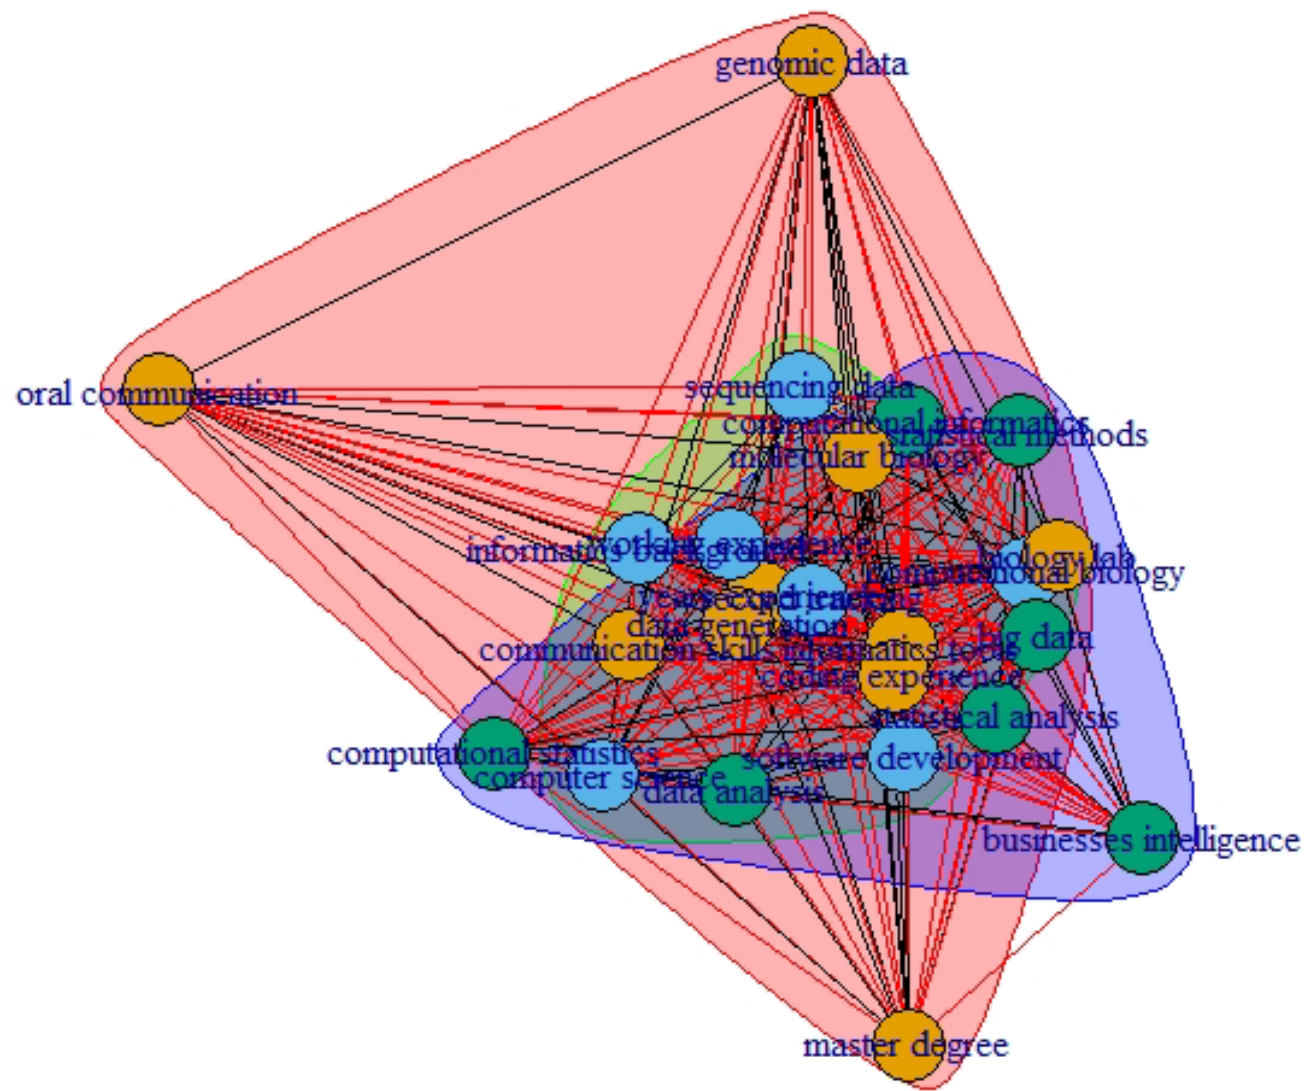 genomic data
oral communication
sequencing data
computational informatics
statistical methods
molecular biology
informatics background
working experience
biology lab
computational biology
years experience
data generation
big data
communication skills
informatics tools
coding experience
statistical analysis
computational statistics
software development
computer science
data analysis
businesses intelligence
master degree